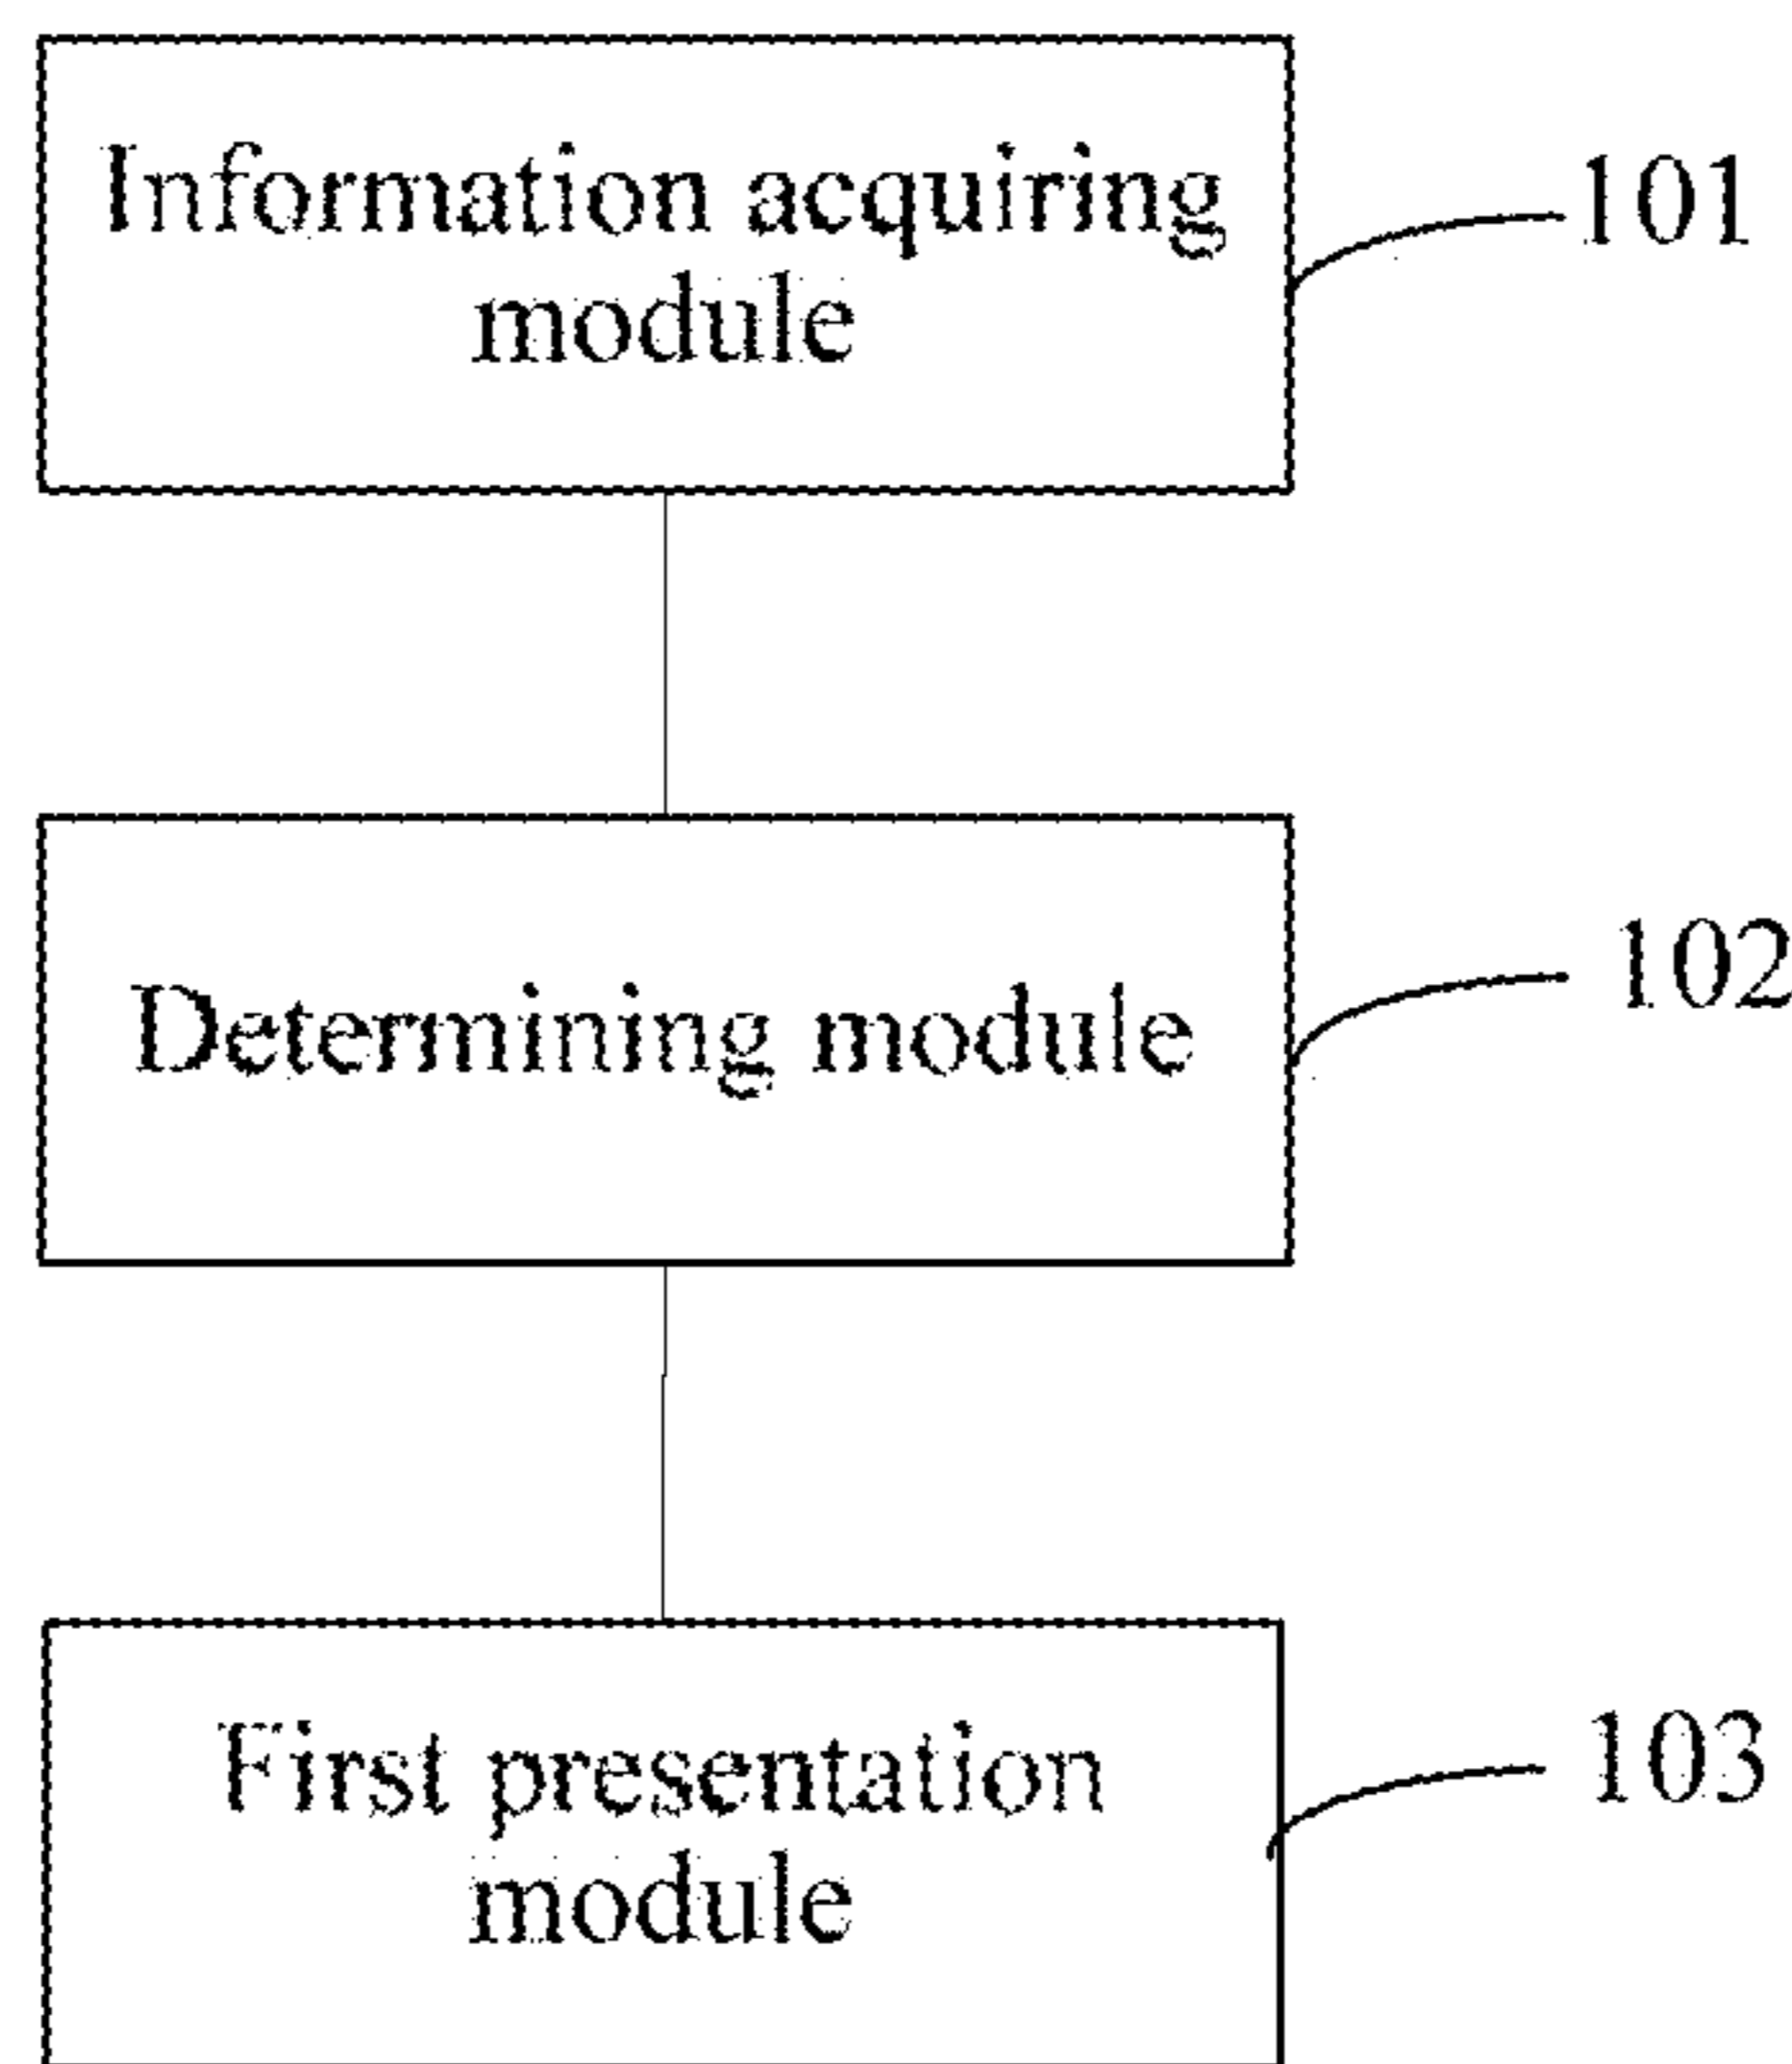 Information acquiring
module
101
Determining module
102
First presentation
module
103